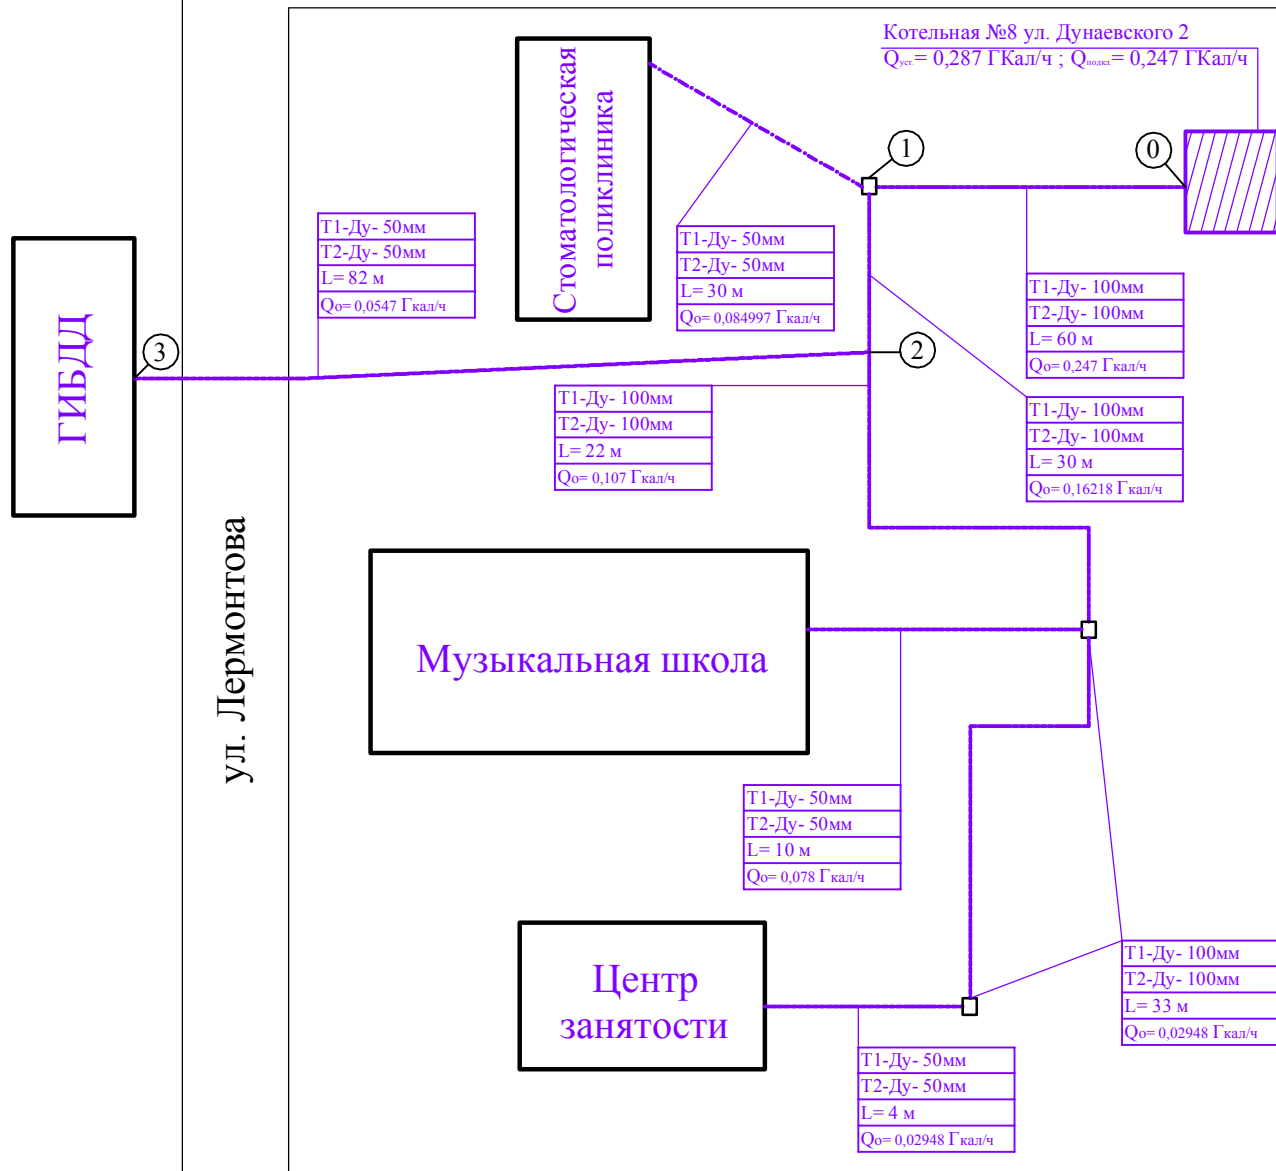 Котельная №8 ул. Дунаевского 2
Qуст.= 0,287 ГКал/ч ; Qподкл.= 0,247 ГКал/ч
Стоматологическая
поликлиника
1
0
Т1-Ду- 50мм
Т2-Ду- 50мм
L= 82 м
Qо= 0,0547 Гкал/ч
Т1-Ду- 50мм
Т2-Ду- 50мм
L= 30 м
Qо= 0,084997 Гкал/ч
Т1-Ду- 100мм
Т2-Ду- 100мм
L= 60 м
Qо= 0,247 Гкал/ч
ГИБДД
3
2
Т1-Ду- 100мм
Т2-Ду- 100мм
L= 22 м
Qо= 0,107 Гкал/ч
Т1-Ду- 100мм
Т2-Ду- 100мм
L= 30 м
Qо= 0,16218 Гкал/ч
ул. Лермонтова
Музыкальная школа
Т1-Ду- 50мм
Т2-Ду- 50мм
L= 10 м
Qо= 0,078 Гкал/ч
Центр
занятости
Т1-Ду- 100мм
Т2-Ду- 100мм
L= 33 м
Qо= 0,02948 Гкал/ч
Т1-Ду- 50мм
Т2-Ду- 50мм
L= 4 м
Qо= 0,02948 Гкал/ч